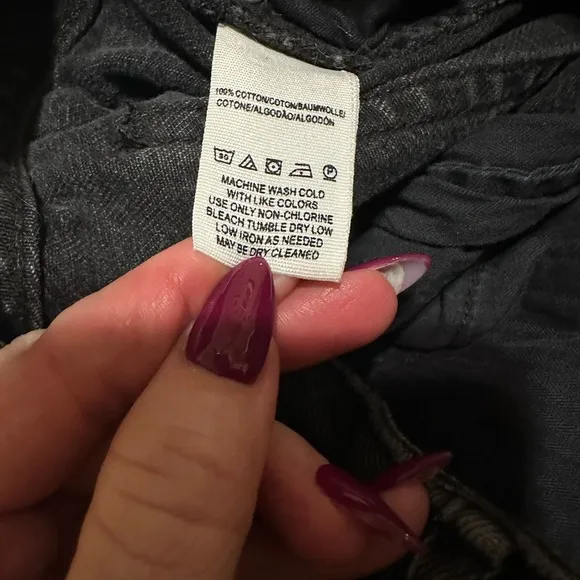 100% COTTON/COTON/BAUMWOLLE/
COTONE/ALGODÃO/ALGODÓN
30 P
MACHINE WASH COLD
WITH LIKE COLORS
USE ONLY NON-CHLORINE
BLEACH TUMBLE DRY LOW
LOW IRON AS NEEDED
MAY BE DRY CLEANED